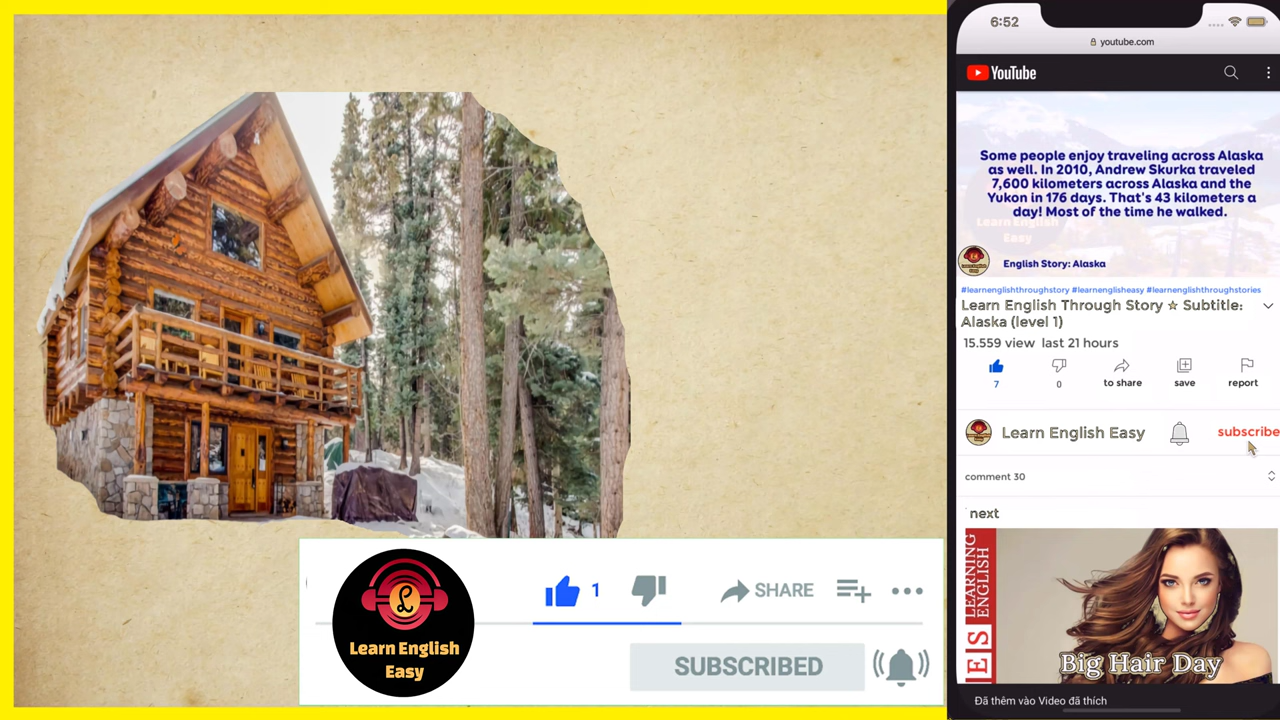 Learn English
Easy
1
SHARE
SUBSCRIBED
6:52
youtube.com
YouTube
Some people enjoy traveling across Alaska
as well. In 2010, Andrew Skurka traveled
7,600 kilometers across Alaska and the
Yukon in 176 days. That's 43 kilometers a
day! Most of the time he walked.
Learn English
Easy
English Story: Alaska
#learnenglishthroughstory #learnenglisheasy #learnenglishthroughstories
Learn English Through Story ☆ Subtitle:
Alaska (level 1)
15.559 view last 21 hours
7
0
to share
save
report
Learn English Easy
subscribe
comment 30
next
LEARNING
ENGLISH
ES
Big Hair Day
Đã thêm vào Video đã thích